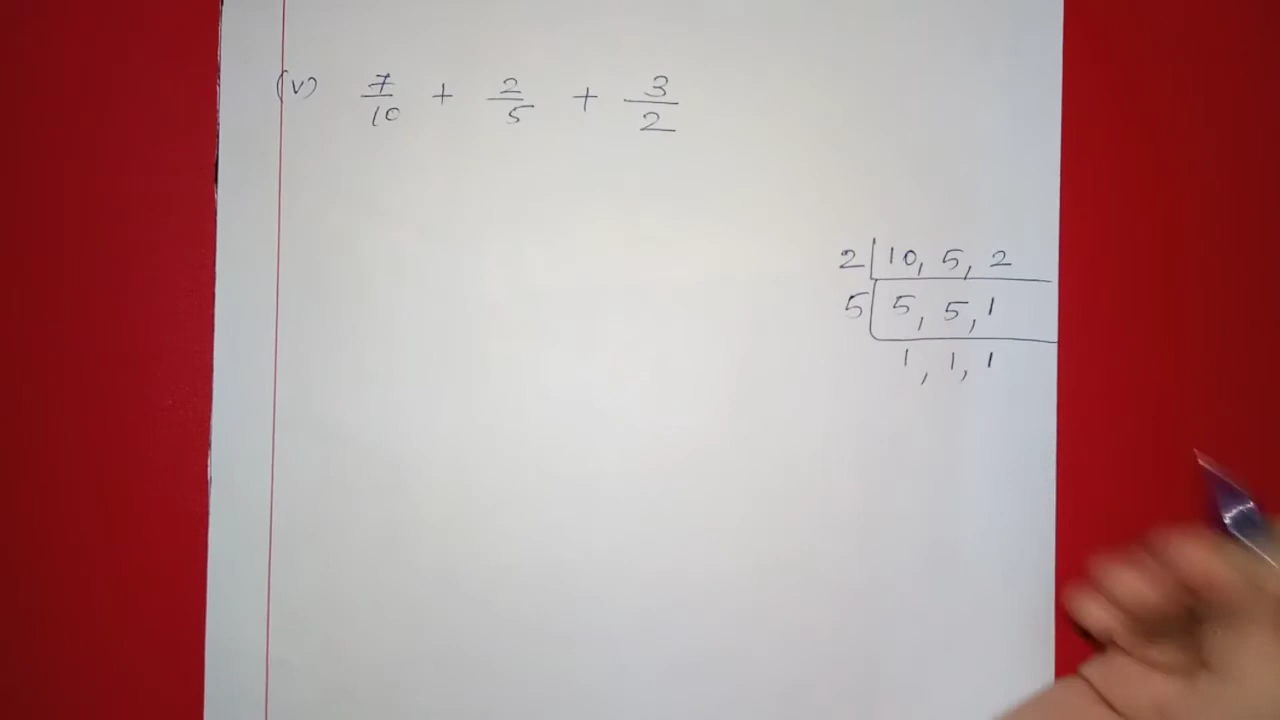 (v) 7/10 + 2/5 + 3/2
2 | 10, 5, 2
5 | 5, 5, 1
1, 1, 1